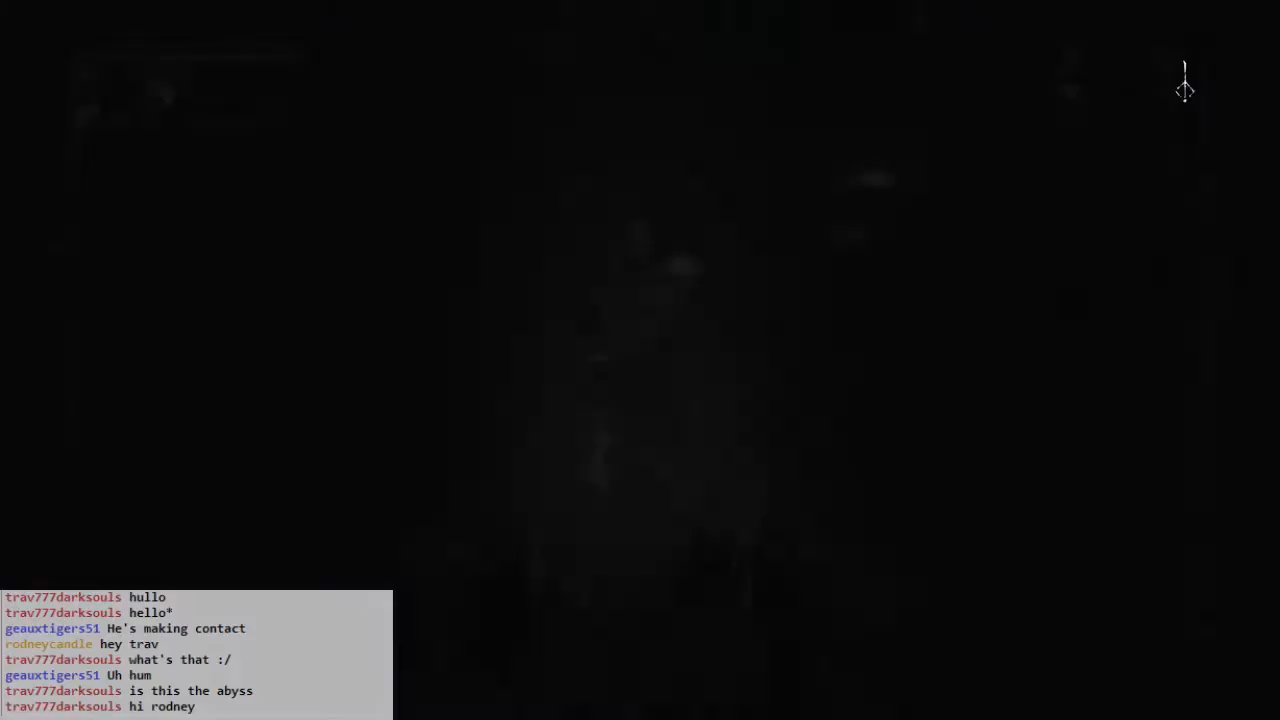 trav777darksouls hullo
trav777darksouls hello*
geauxtigers51 He's making contact
rodneycandle hey trav
trav777darksouls what's that :/
geauxtigers51 Uh hum
trav777darksouls is this the abyss
trav777darksouls hi rodney